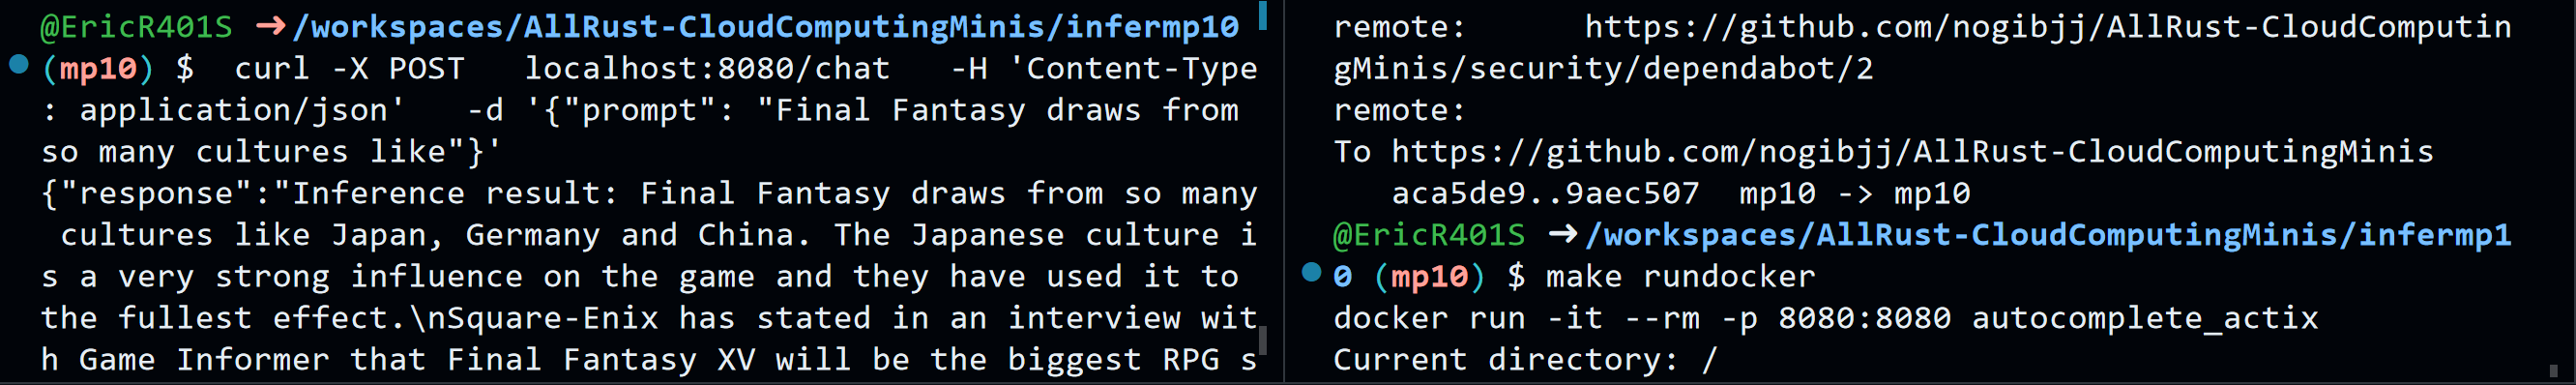 @EricR401S ➜/workspaces/AllRust-CloudComputingMinis/infermp10
(mp10) $  curl -X POST   localhost:8080/chat   -H 'Content-Type
: application/json'   -d '{"prompt": "Final Fantasy draws from
so many cultures like"}'
{"response":"Inference result: Final Fantasy draws from so many
 cultures like Japan, Germany and China. The Japanese culture i
s a very strong influence on the game and they have used it to
the fullest effect.\nSquare-Enix has stated in an interview wit
h Game Informer that Final Fantasy XV will be the biggest RPG s
remote:      https://github.com/nogibjj/AllRust-CloudComputin
gMinis/security/dependabot/2
remote:
To https://github.com/nogibjj/AllRust-CloudComputingMinis
   aca5de9..9aec507  mp10 -> mp10
@EricR401S ➜/workspaces/AllRust-CloudComputingMinis/infermp1
0 (mp10) $ make rundocker
docker run -it --rm -p 8080:8080 autocomplete_actix
Current directory: /